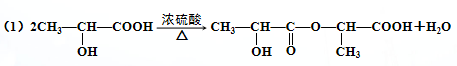 (1) 2CH₃—CH—COOH 浓硫酸 CH₃—CH—C—O—CH—COOH+H₂O
△
OH OH O CH₃